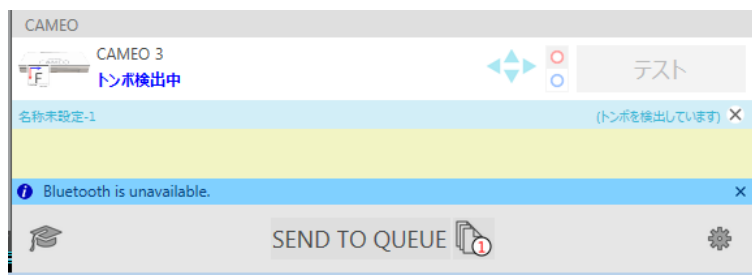 CAMEO
CAMEO 3
トンボ検出中
テスト
名称未設定-1 (トンボを検出しています)
Bluetooth is unavailable.
SEND TO QUEUE 1